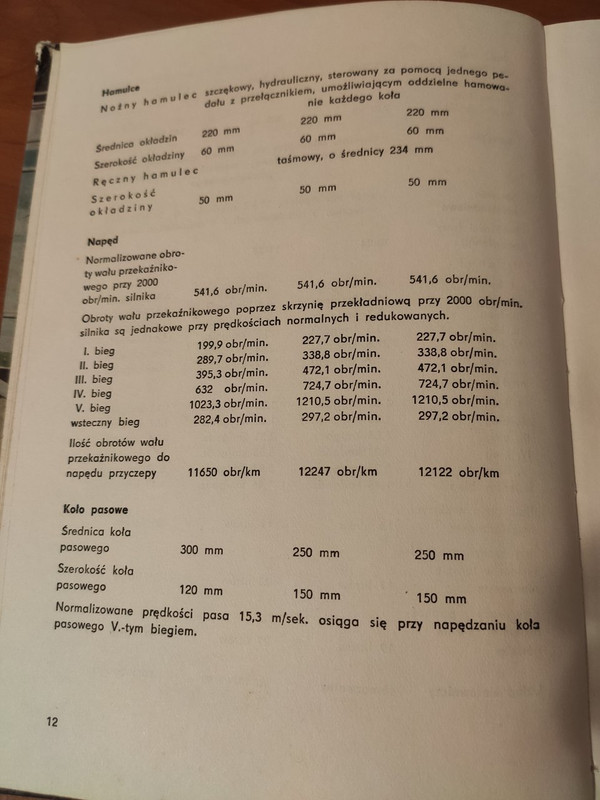 Hamulce
Nożny hamulec szczękowy, hydrauliczny, sterowany za pomocą jednego pe-
dału z przełącznikiem, umożliwiającym oddzielne hamowa-
nie każdego koła
Średnica okładzin 220 mm 220 mm 220 mm
Szerokość okładziny 60 mm 60 mm 60 mm
Ręczny hamulec taśmowy, o średnicy 234 mm
Szerokość
okładziny 50 mm 50 mm 50 mm
Napęd
Normalizowane obro-
ty wału przekaźniko-
wego przy 2000
obr/min. silnika 541,6 obr/min. 541,6 obr/min. 541,6 obr/min.
Obroty wału przekaźnikowego poprzez skrzynię przekładniową przy 2000 obr/min.
silnika są jednakowe przy prędkościach normalnych i redukowanych.
I. bieg 199,9 obr/min. 227,7 obr/min. 227,7 obr/min.
II. bieg 289,7 obr/min. 338,8 obr/min. 338,8 obr/min.
III. bieg 395,3 obr/min. 472,1 obr/min. 472,1 obr/min.
IV. bieg 632 obr/min. 724,7 obr/min. 724,7 obr/min.
V. bieg 1023,3 obr/min. 1210,5 obr/min. 1210,5 obr/min.
wsteczny bieg 282,4 obr/min. 297,2 obr/min. 297,2 obr/min.
Ilość obrotów wału
przekaźnikowego do
napędu przyczepy 11650 obr/km 12247 obr/km 12122 obr/km
Koło pasowe
Średnica koła
pasowego 300 mm 250 mm 250 mm
Szerokość koła
pasowego 120 mm 150 mm 150 mm
Normalizowane prędkości pasa 15,3 m/sek. osiąga się przy napędzaniu koła
pasowego V.-tym biegiem.
12